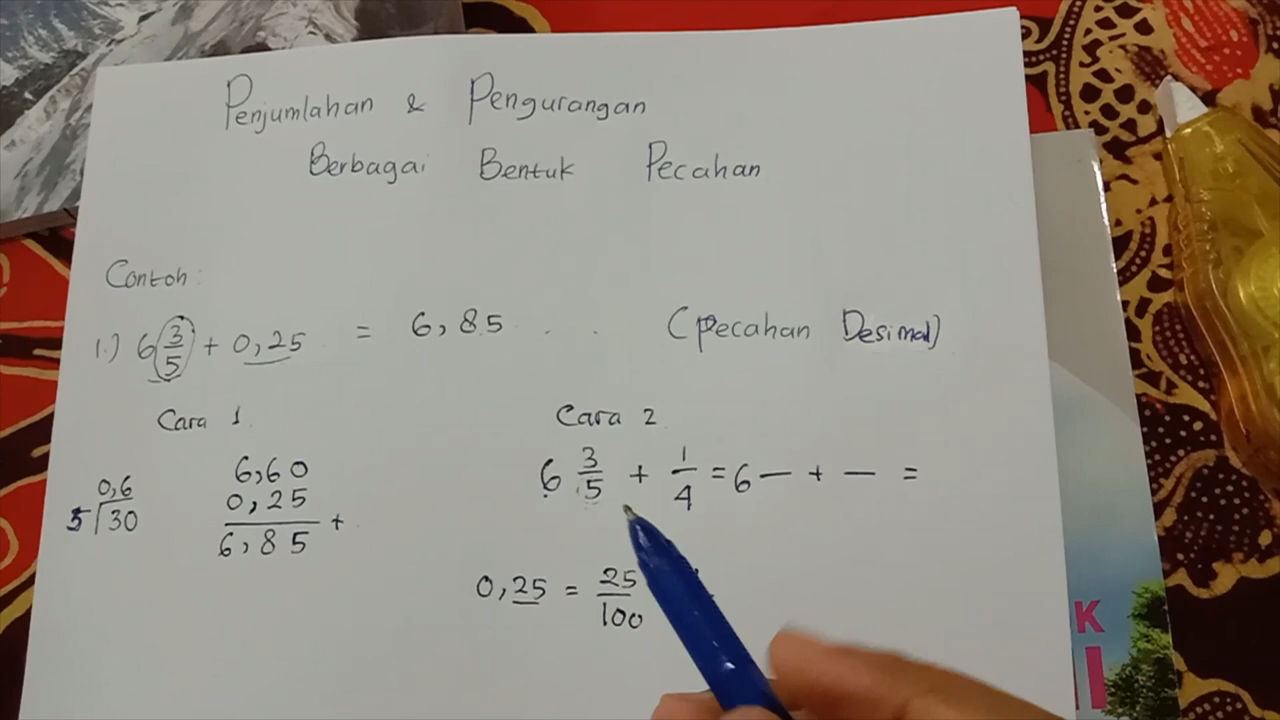 Penjumlahan & Pengurangan
Berbagai Bentuk Pecahan
Contoh:
1.) 6 3/5 + 0,25 = 6,85 . . (pecahan Desimal)
Cara 1
0,6
5 30
6,60
0,25
6,85 +
Cara 2
6 3/5 + 1/4 = 6 — + — =
0,25 = 25/100
K